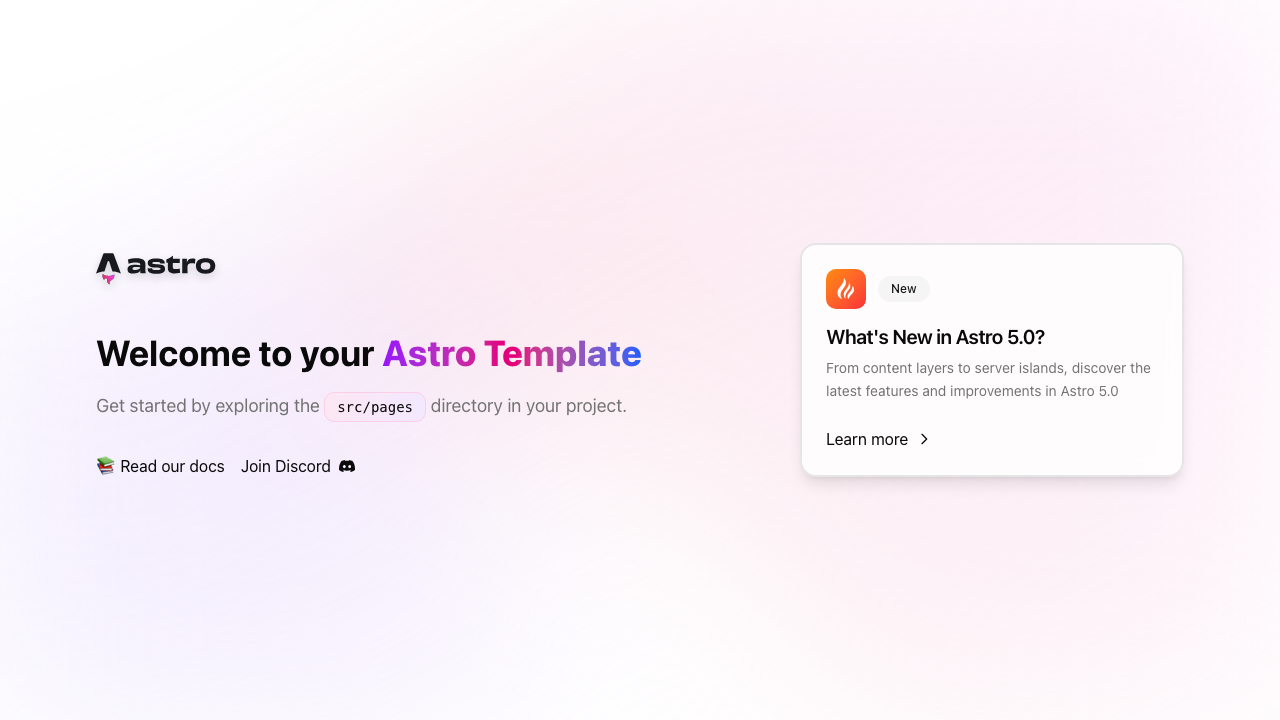 astro
Welcome to your Astro Template
Get started by exploring the src/pages directory in your project.
📚 Read our docs Join Discord
New
What's New in Astro 5.0?
From content layers to server islands, discover the
latest features and improvements in Astro 5.0
Learn more